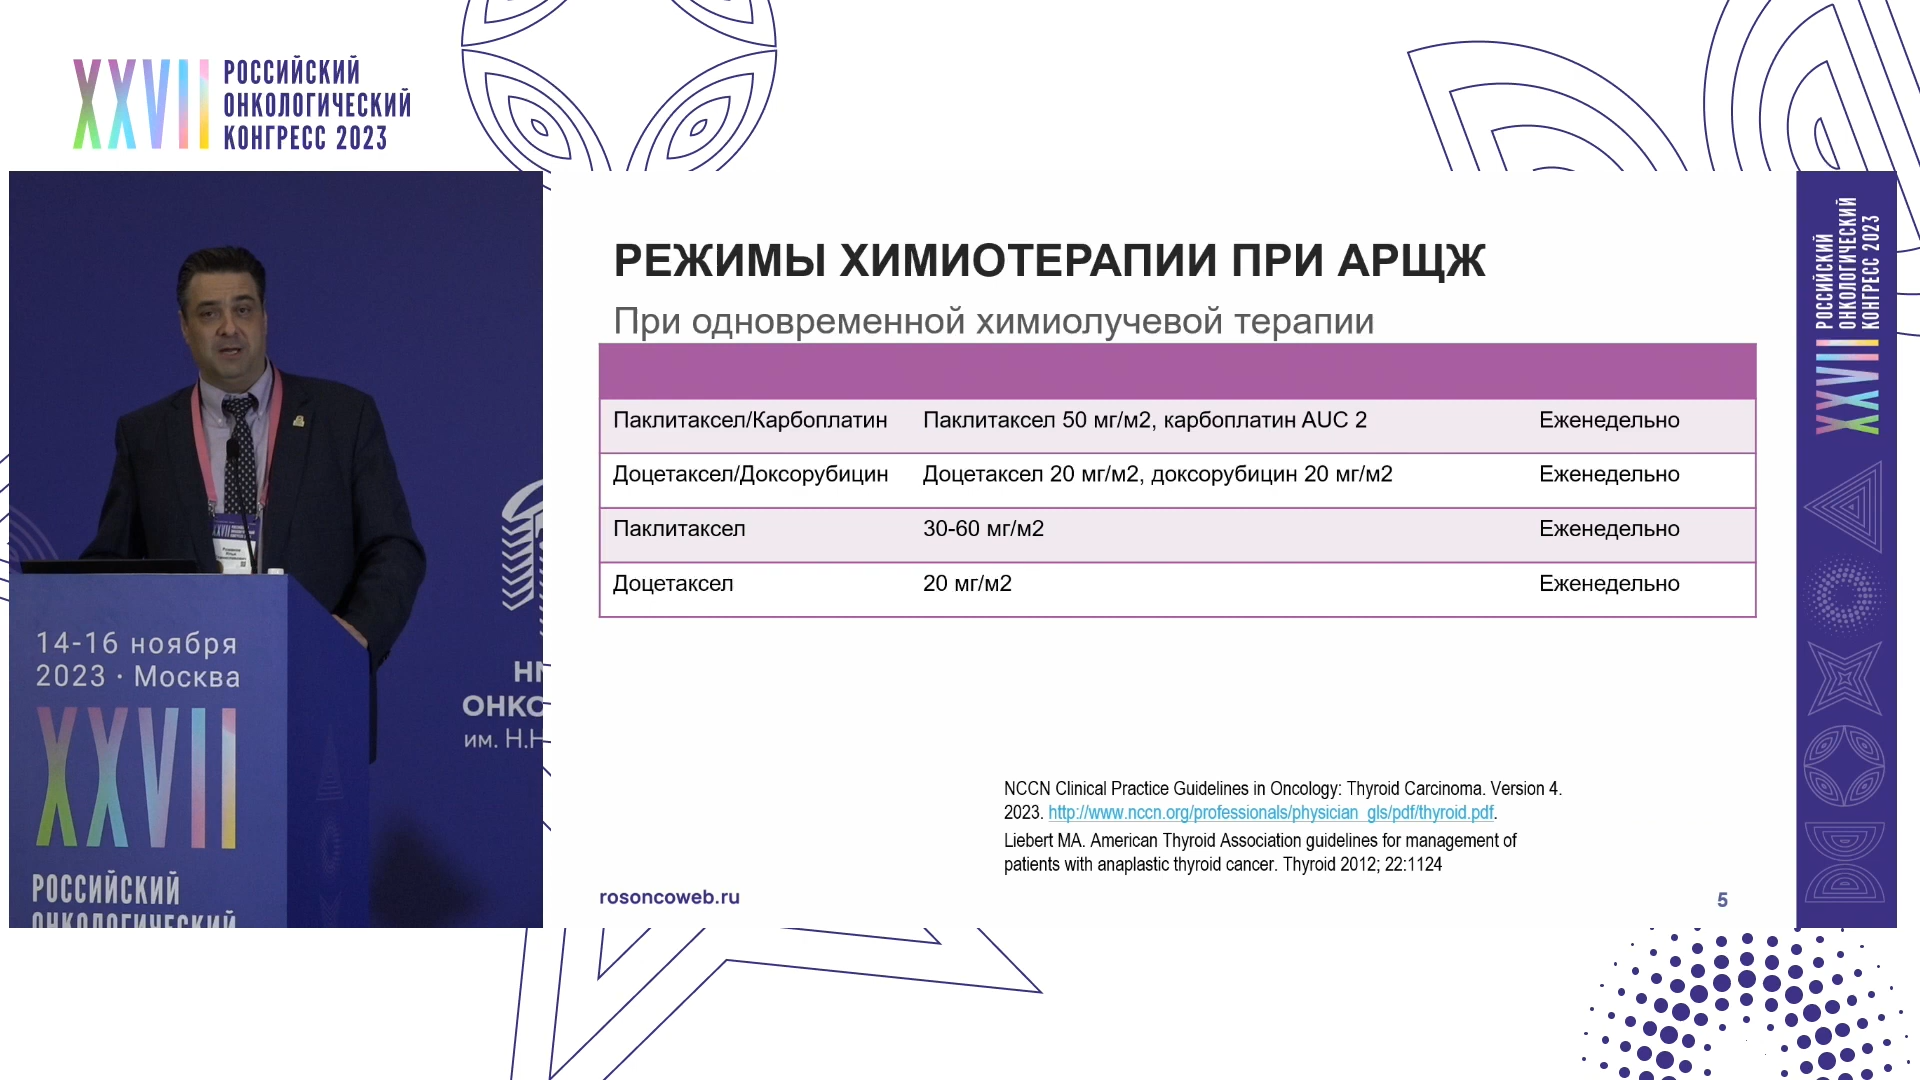 XXVII
РОССИЙСКИЙ
ОНКОЛОГИЧЕСКИЙ
КОНГРЕСС 2023
РЕЖИМЫ ХИМИОТЕРАПИИ ПРИ АРЩЖ
При одновременной химиолучевой терапии
Паклитаксел/Карбоплатин Паклитаксел 50 мг/м2, карбоплатин AUC 2 Еженедельно
Доцетаксел/Доксорубицин Доцетаксел 20 мг/м2, доксорубицин 20 мг/м2 Еженедельно
Паклитаксел 30-60 мг/м2 Еженедельно
Доцетаксел 20 мг/м2 Еженедельно
NCCN Clinical Practice Guidelines in Oncology: Thyroid Carcinoma. Version 4.
2023. http://www.nccn.org/professionals/physician_gls/pdf/thyroid.pdf.
Liebert MA. American Thyroid Association guidelines for management of
patients with anaplastic thyroid cancer. Thyroid 2012; 22:1124
rosoncoweb.ru
5
РОССИЙСКИЙ
ОНКОЛОГИЧЕСКИЙ
КОНГРЕСС 2023
XXVII
XXVII
14-16 ноября
2023 · Москва
XXVII
РОССИЙСКИЙ
ОНКОЛОГИЧЕСКИЙ
им. Н.Н